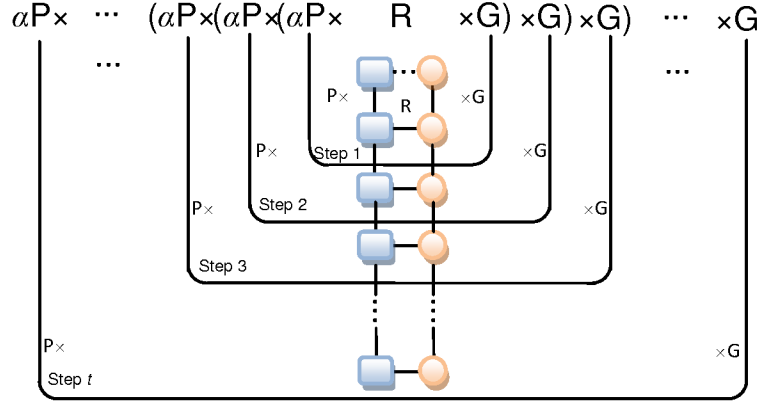 αP× ... (αP×(αP×(αP× R ×G) ×G) ×G) ... ×G
... ...
P× R ×G
Step 1
P× ×G
Step 2
P× ×G
Step 3
P× ×G
Step t